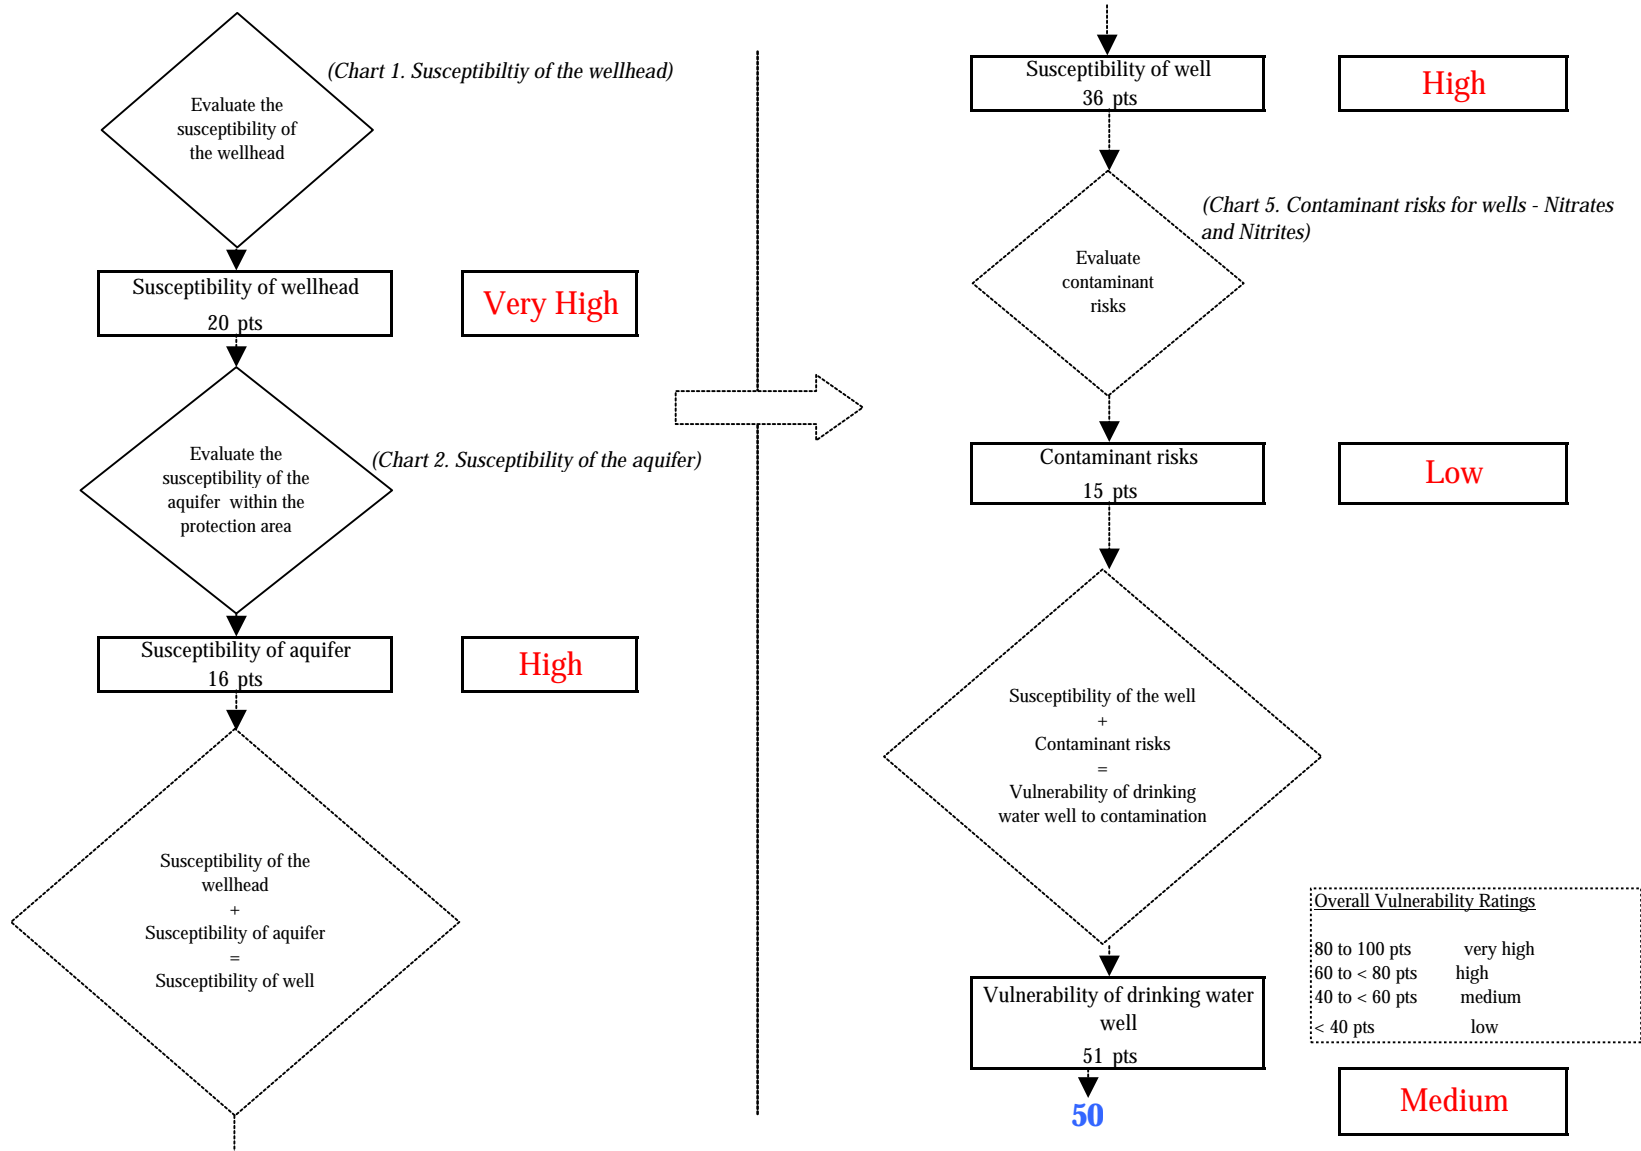 (Chart 1. Susceptibiltiy of the wellhead)
Evaluate the
susceptibility of
the wellhead
Susceptibility of wellhead
20 pts
Very High
Evaluate the
susceptibility of the
aquifer within the
protection area
(Chart 2. Susceptibility of the aquifer)
Susceptibility of aquifer
16 pts
High
Susceptibility of the
wellhead
+
Susceptibility of aquifer
=
Susceptibility of well
Susceptibility of well
36 pts
High
(Chart 5. Contaminant risks for wells - Nitrates
and Nitrites)
Evaluate
contaminant
risks
Contaminant risks
15 pts
Low
Susceptibility of the well
+
Contaminant risks
=
Vulnerability of drinking
water well to contamination
Overall Vulnerability Ratings
80 to 100 pts very high
60 to < 80 pts high
40 to < 60 pts medium
< 40 pts low
Vulnerability of drinking water
well
51 pts
50
Medium